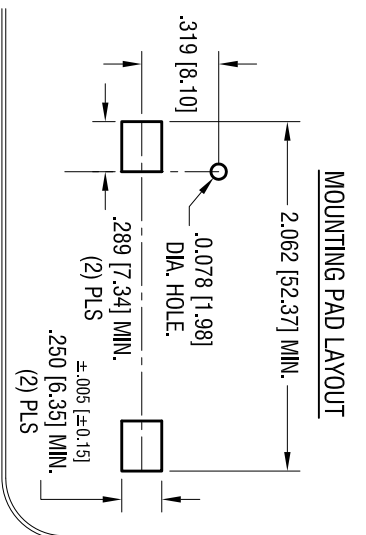 MOUNTING PAD LAYOUT
2.062 [52.37] MIN.
.319 [8.10]
.0.078 [1.98]
DIA. HOLE.
.289 [7.34] MIN.
(2) PLS
±.005 [±0.15]
.250 [6.35] MIN.
(2) PLS